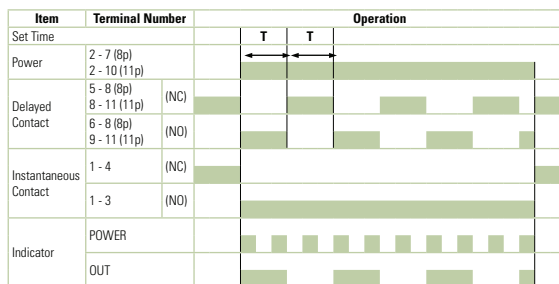 Item Terminal Number Operation
Set Time T T
Power 2 - 7 (8p)
2 - 10 (11p)
Delayed Contact 5 - 8 (8p)
8 - 11 (11p) (NC)
6 - 8 (8p)
9 - 11 (11p) (NO)
Instantaneous Contact 1 - 4 (NC)
1 - 3 (NO)
Indicator POWER
OUT